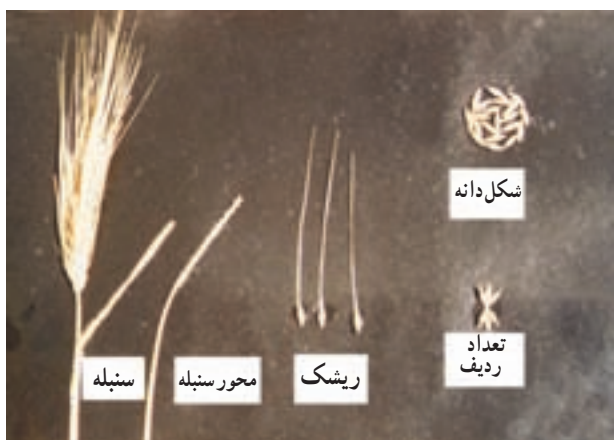 شکل‌دانه
تعداد
ردیف
ریشک
محور سنبله
سنبله